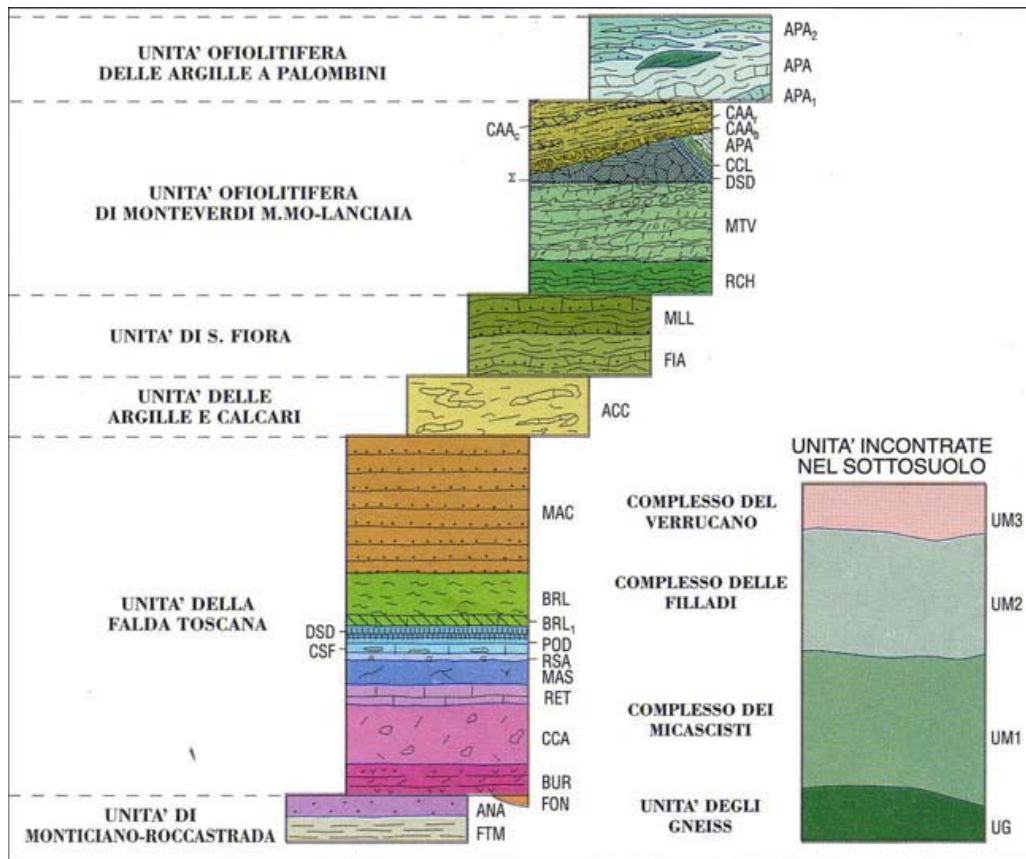 UNITA' OFIOLITIFERA
DELLE ARGILLE A PALOMBINI
APA2
APA
APA1
UNITA' OFIOLITIFERA
DI MONTEVERDI M.MO-LANCIAIA
CAAc
Σ
CAAr
CAAb
APA
CCL
DSD
MTV
RCH
UNITA' DI S. FIORA
MLL
FIA
UNITA' DELLE
ARGILLE E CALCARI
ACC
UNITA' DELLA
FALDA TOSCANA
MAC
BRL
BRL1
DSD
POD
CSF
RSA
MAS
RET
CCA
BUR
FON
UNITA' DI
MONTICIANO-ROCCASTRADA
ANA
FTM
UNITA' INCONTRATE
NEL SOTTOSUOLO
COMPLESSO DEL
VERRUCANO
UM3
COMPLESSO DELLE
FILLADI
UM2
COMPLESSO DEI
MICASCISTI
UM1
UNITA' DEGLI
GNEISS
UG